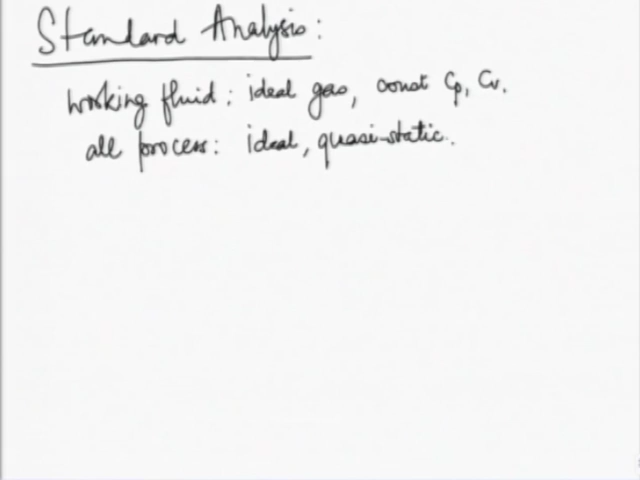 Standard Analysis:
working fluid: ideal gas, const Cp, Cv.
all process: ideal, quasi-static.